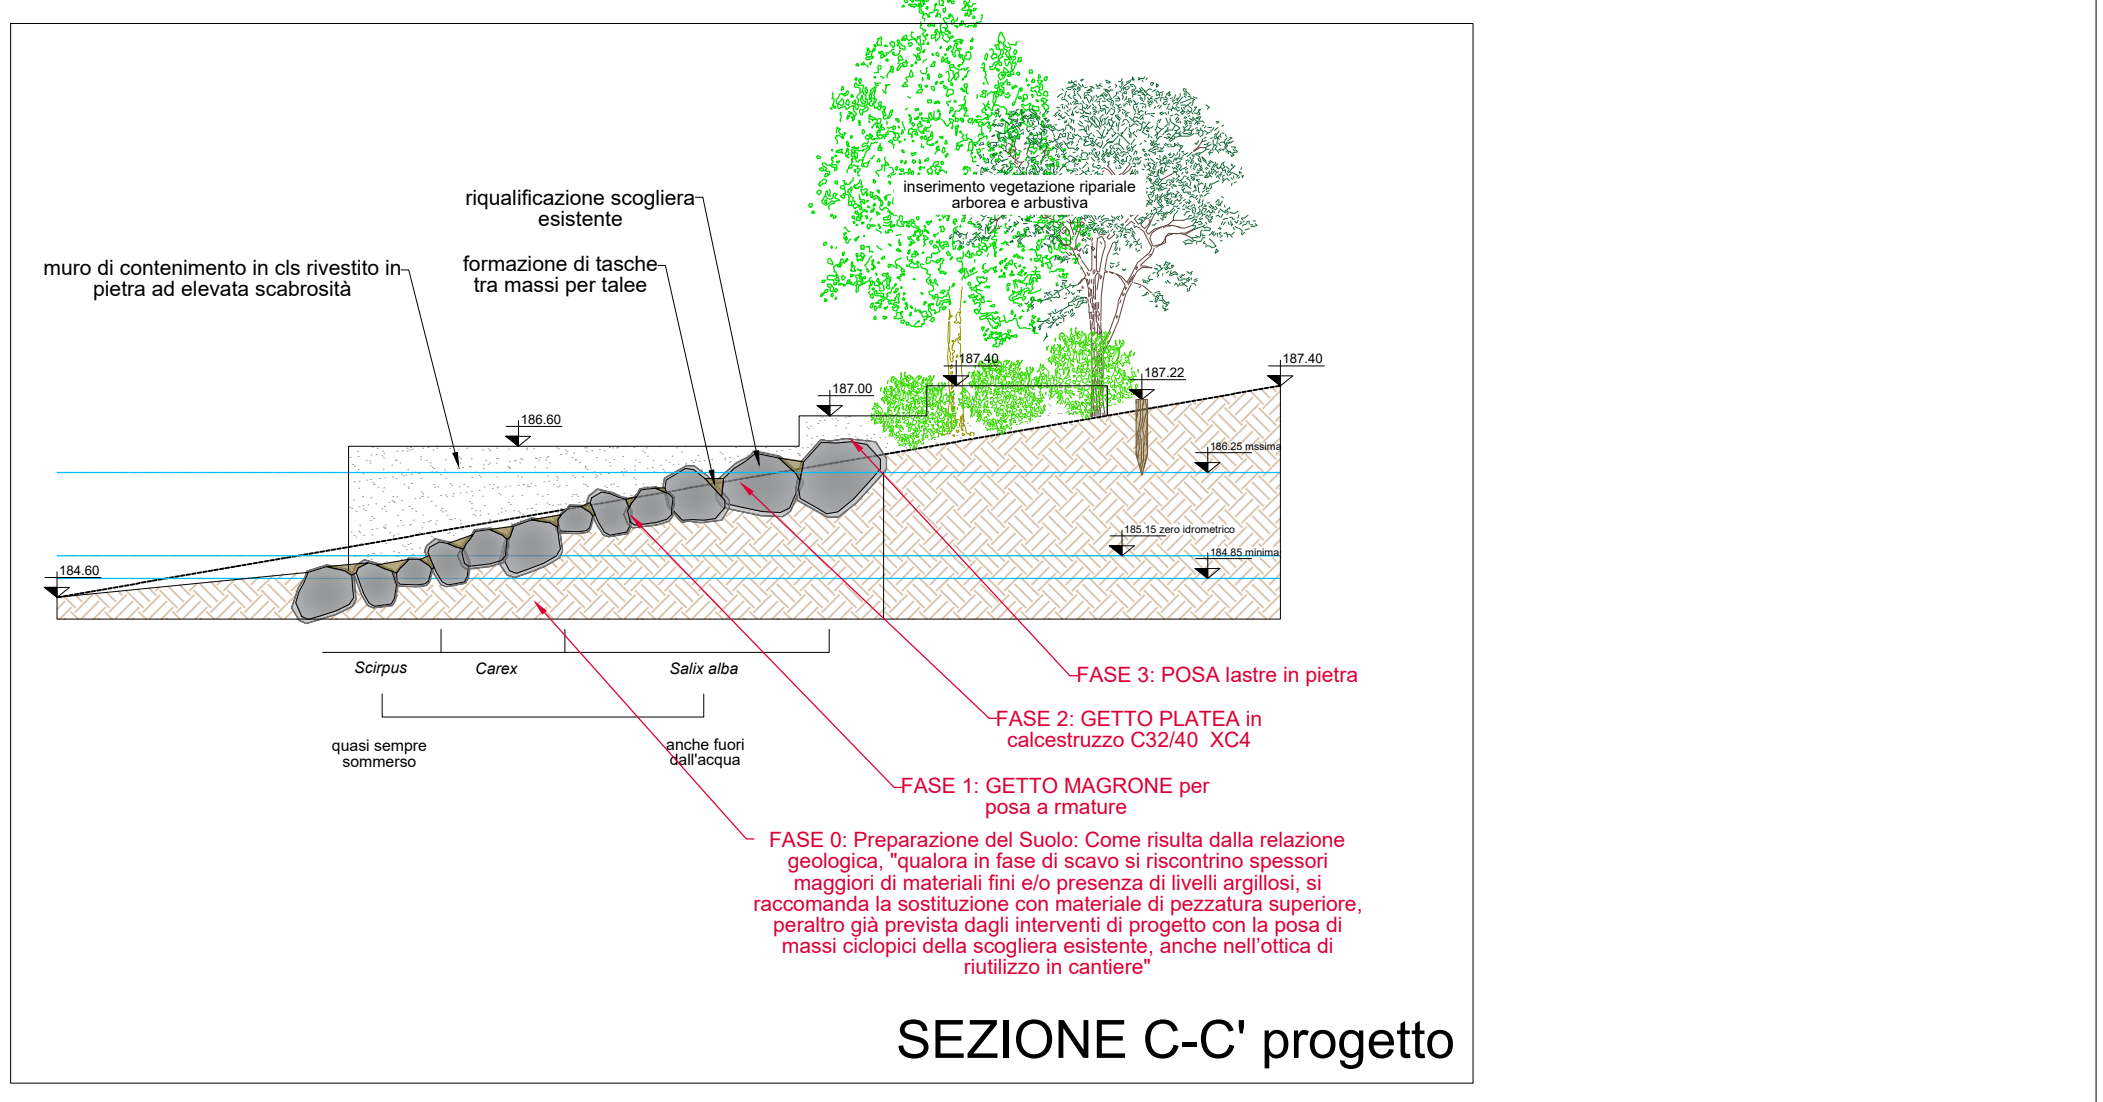 inserimento vegetazione ripariale
arborea e arbustiva
riqualificazione scogliera
esistente
muro di contenimento in cls rivestito in
pietra ad elevata scabrosità
formazione di tasche
tra massi per talee
187.40
187.40
187.22
187.00
186.60
186.25 mssima
185.15 zero idrometrico
184.85 minima
184.60
Scirpus
Carex
Salix alba
quasi sempre
sommerso
anche fuori
dall'acqua
FASE 3: POSA lastre in pietra
FASE 2: GETTO PLATEA in
calcestruzzo C32/40 XC4
FASE 1: GETTO MAGRONE per
posa a rmature
FASE 0: Preparazione del Suolo: Come risulta dalla relazione
geologica, "qualora in fase di scavo si riscontrino spessori
maggiori di materiali fini e/o presenza di livelli argillosi, si
raccomanda la sostituzione con materiale di pezzatura superiore,
peraltro già prevista dagli interventi di progetto con la posa di
massi ciclopici della scogliera esistente, anche nell'ottica di
riutilizzo in cantiere"
SEZIONE C-C' progetto